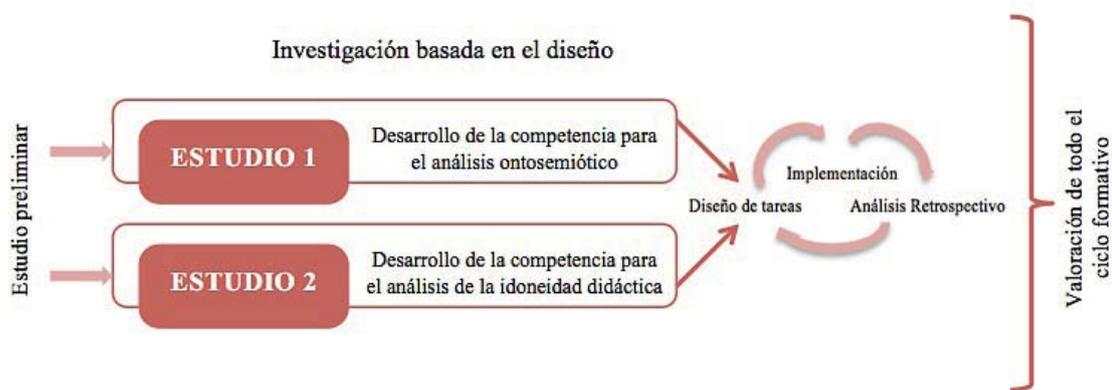 Investigación basada en el diseño
Estudio preliminar
ESTUDIO 1
Desarrollo de la competencia para
el análisis ontosemiótico
ESTUDIO 2
Desarrollo de la competencia para
el análisis de la idoneidad didáctica
Implementación
Diseño de tareas
Análisis Retrospectivo
Valoración de todo el
ciclo formativo